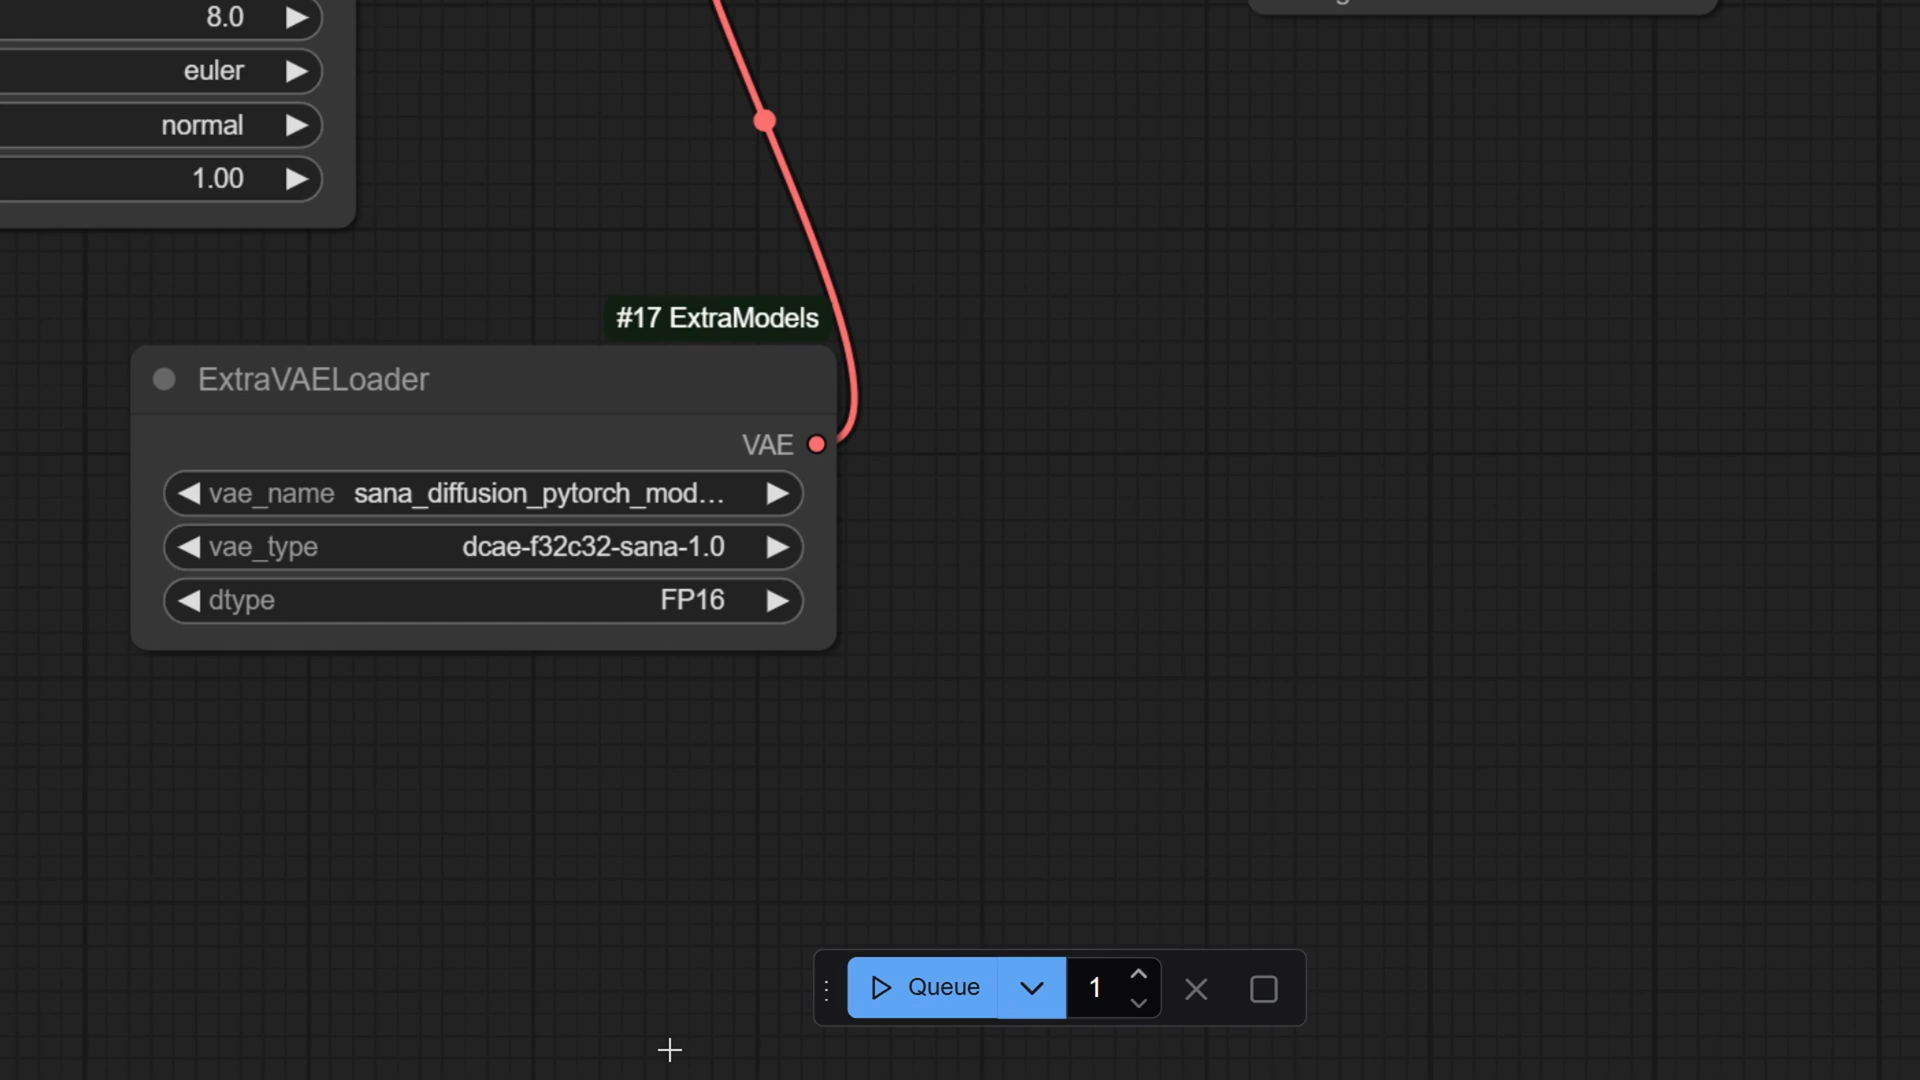 8.0
euler
normal
1.00
#17 ExtraModels
ExtraVAELoader
VAE
vae_name sana_diffusion_pytorch_mod...
vae_type dcae-f32c32-sana-1.0
dtype FP16
Queue 1